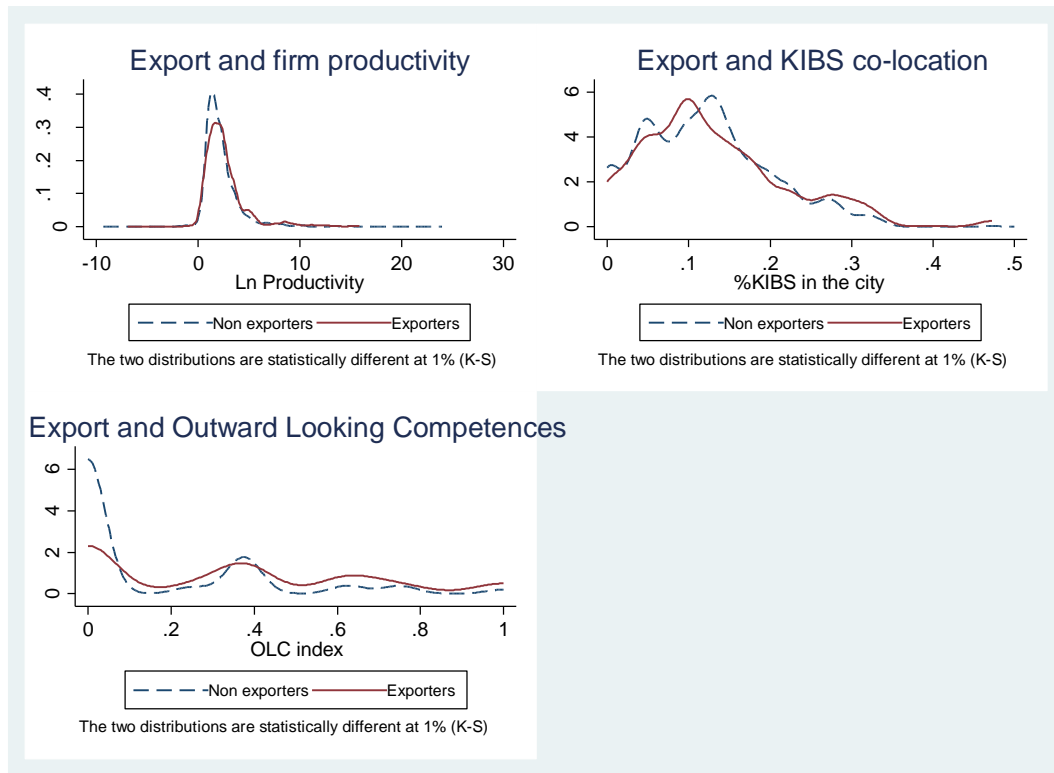 Export and firm productivity
.4
.3
.2
.1
0
-10 0 10 20 30
Ln Productivity
Non exporters Exporters
The two distributions are statistically different at 1% (K-S)
Export and KIBS co-location
6
4
2
0
0 .1 .2 .3 .4 .5
%KIBS in the city
Non exporters Exporters
The two distributions are statistically different at 1% (K-S)
Export and Outward Looking Competences
6
4
2
0
0 .2 .4 .6 .8 1
OLC index
Non exporters Exporters
The two distributions are statistically different at 1% (K-S)